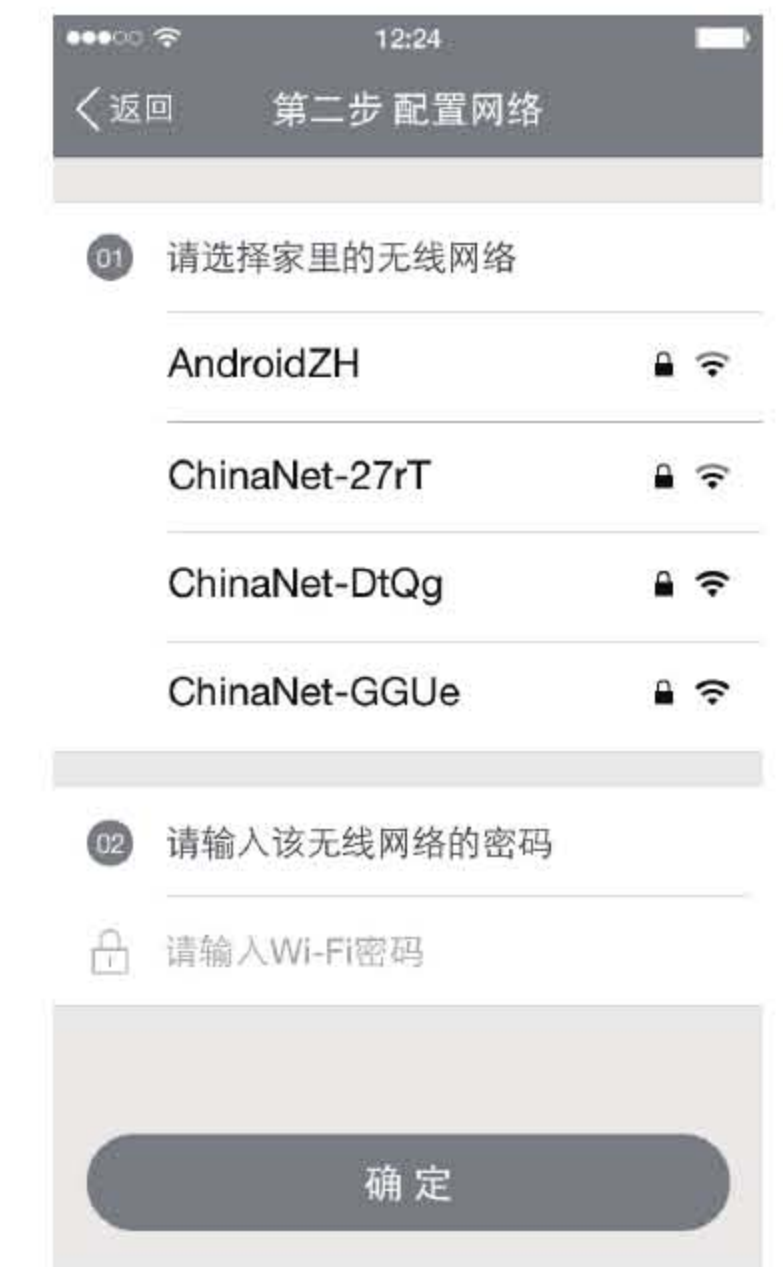 12:24
返回 第二步 配置网络
01 请选择家里的无线网络
AndroidZH
ChinaNet-27rT
ChinaNet-DtQg
ChinaNet-GGUe
02 请输入该无线网络的密码
请输入Wi-Fi密码
确定